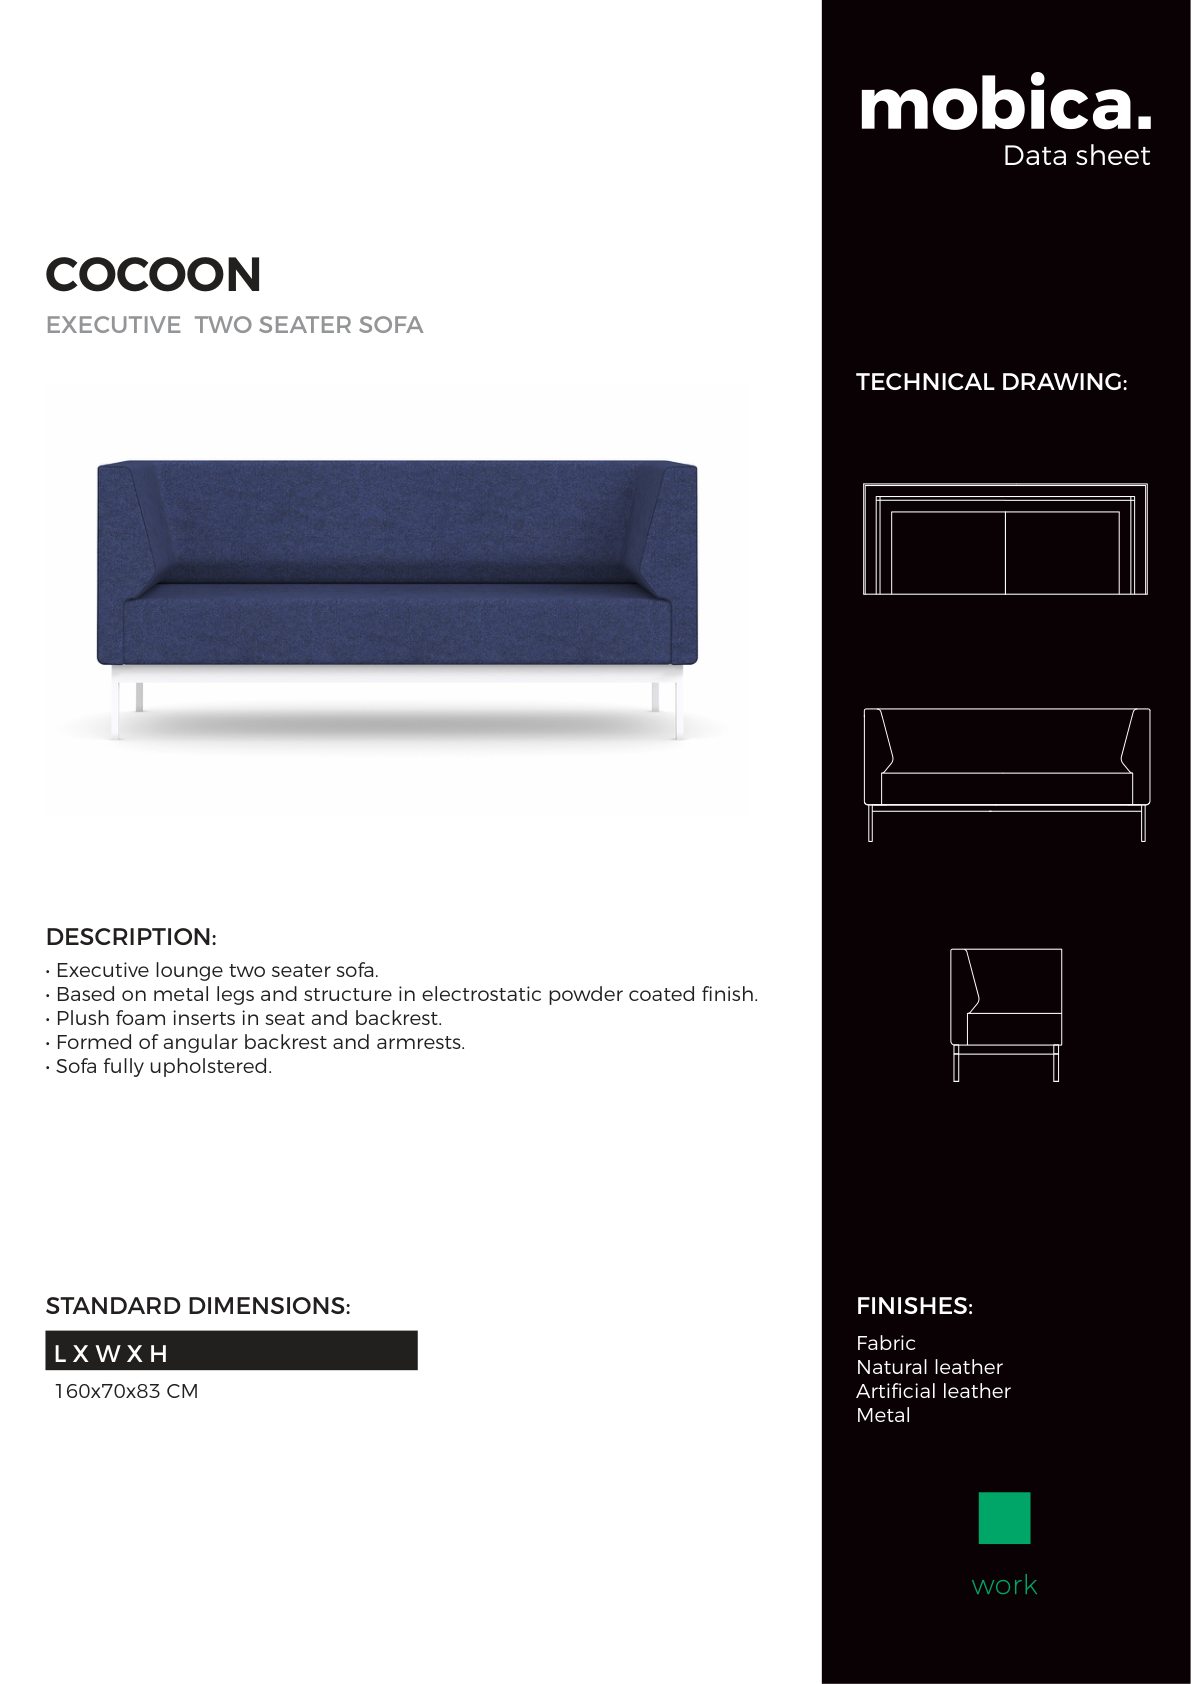 mobica.
Data sheet
COCOON
EXECUTIVE  TWO SEATER SOFA
TECHNICAL DRAWING:
DESCRIPTION:
• Executive lounge two seater sofa.
• Based on metal legs and structure in electrostatic powder coated finish.
• Plush foam inserts in seat and backrest.
• Formed of angular backrest and armrests.
• Sofa fully upholstered.
STANDARD DIMENSIONS:
L X W X H
160x70x83 CM
FINISHES:
Fabric
Natural leather
Artificial leather
Metal
work